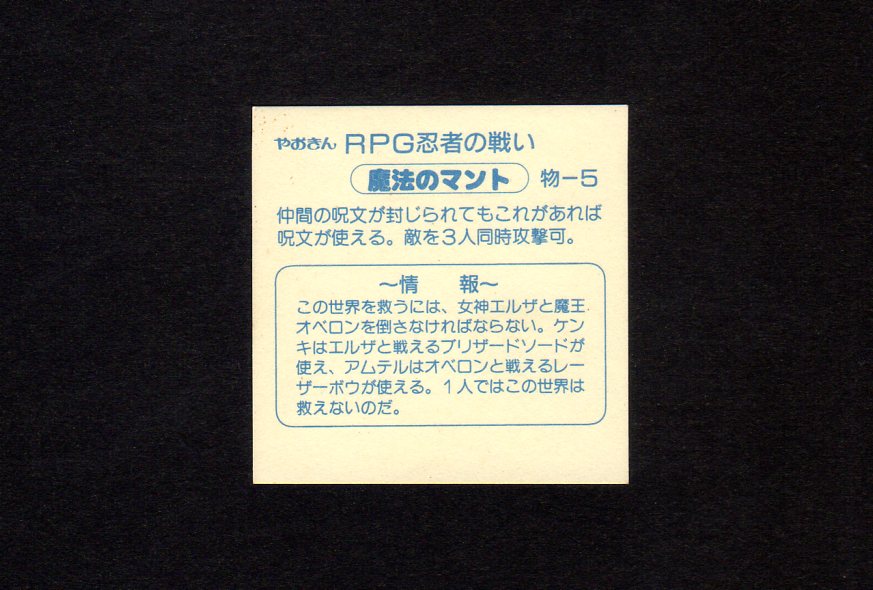 やおきん RPG忍者の戦い
魔法のマント 物－5
仲間の呪文が封じられてもこれがあれば
呪文が使える。敵を3人同時攻撃可。
～情　報～
この世界を救うには、女神エルザと魔王
オベロンを倒さなければならない。ケン
キはエルザと戦えるブリザードソードが
使え、アムテルはオベロンと戦えるレー
ザーボウが使える。1人ではこの世界は
救えないのだ。